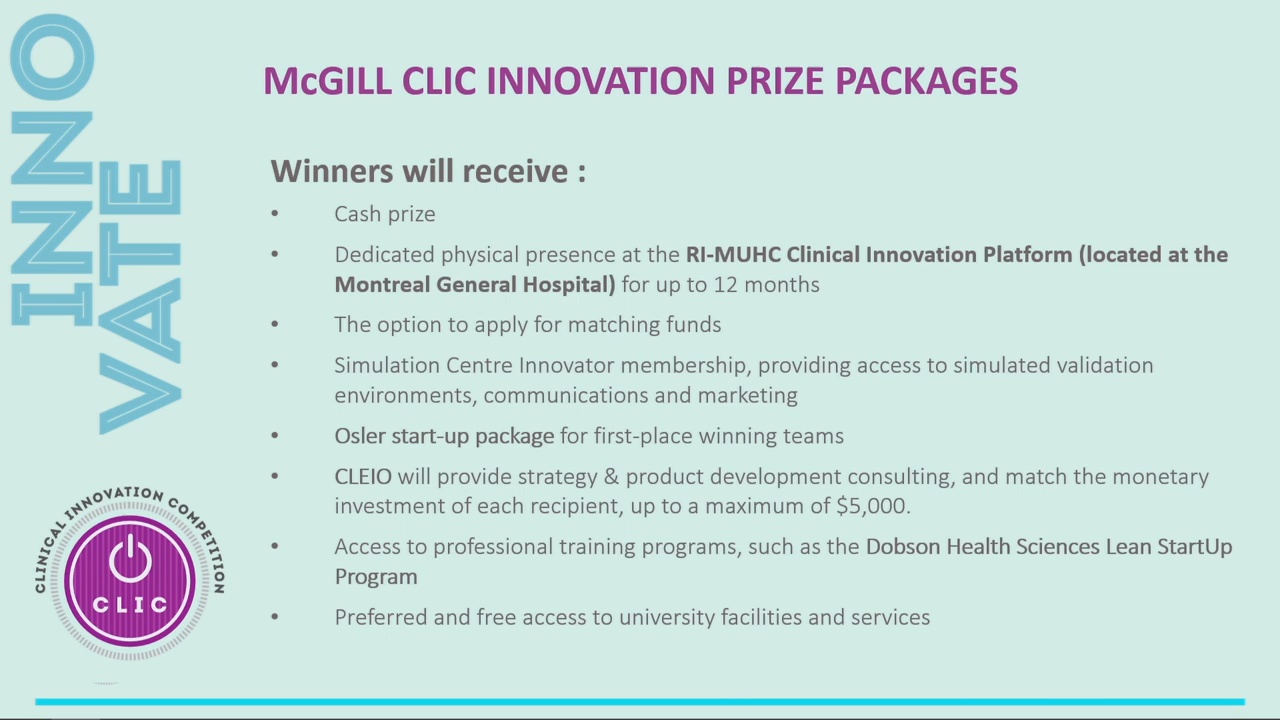 INNO
VATE
McGILL CLIC INNOVATION PRIZE PACKAGES
Winners will receive :
• Cash prize
• Dedicated physical presence at the RI-MUHC Clinical Innovation Platform (located at the
Montreal General Hospital) for up to 12 months
• The option to apply for matching funds
• Simulation Centre Innovator membership, providing access to simulated validation
environments, communications and marketing
• Osler start-up package for first-place winning teams
• CLEIO will provide strategy & product development consulting, and match the monetary
investment of each recipient, up to a maximum of $5,000.
• Access to professional training programs, such as the Dobson Health Sciences Lean StartUp
Program
• Preferred and free access to university facilities and services
CLINICAL INNOVATION COMPETITION
CLIC